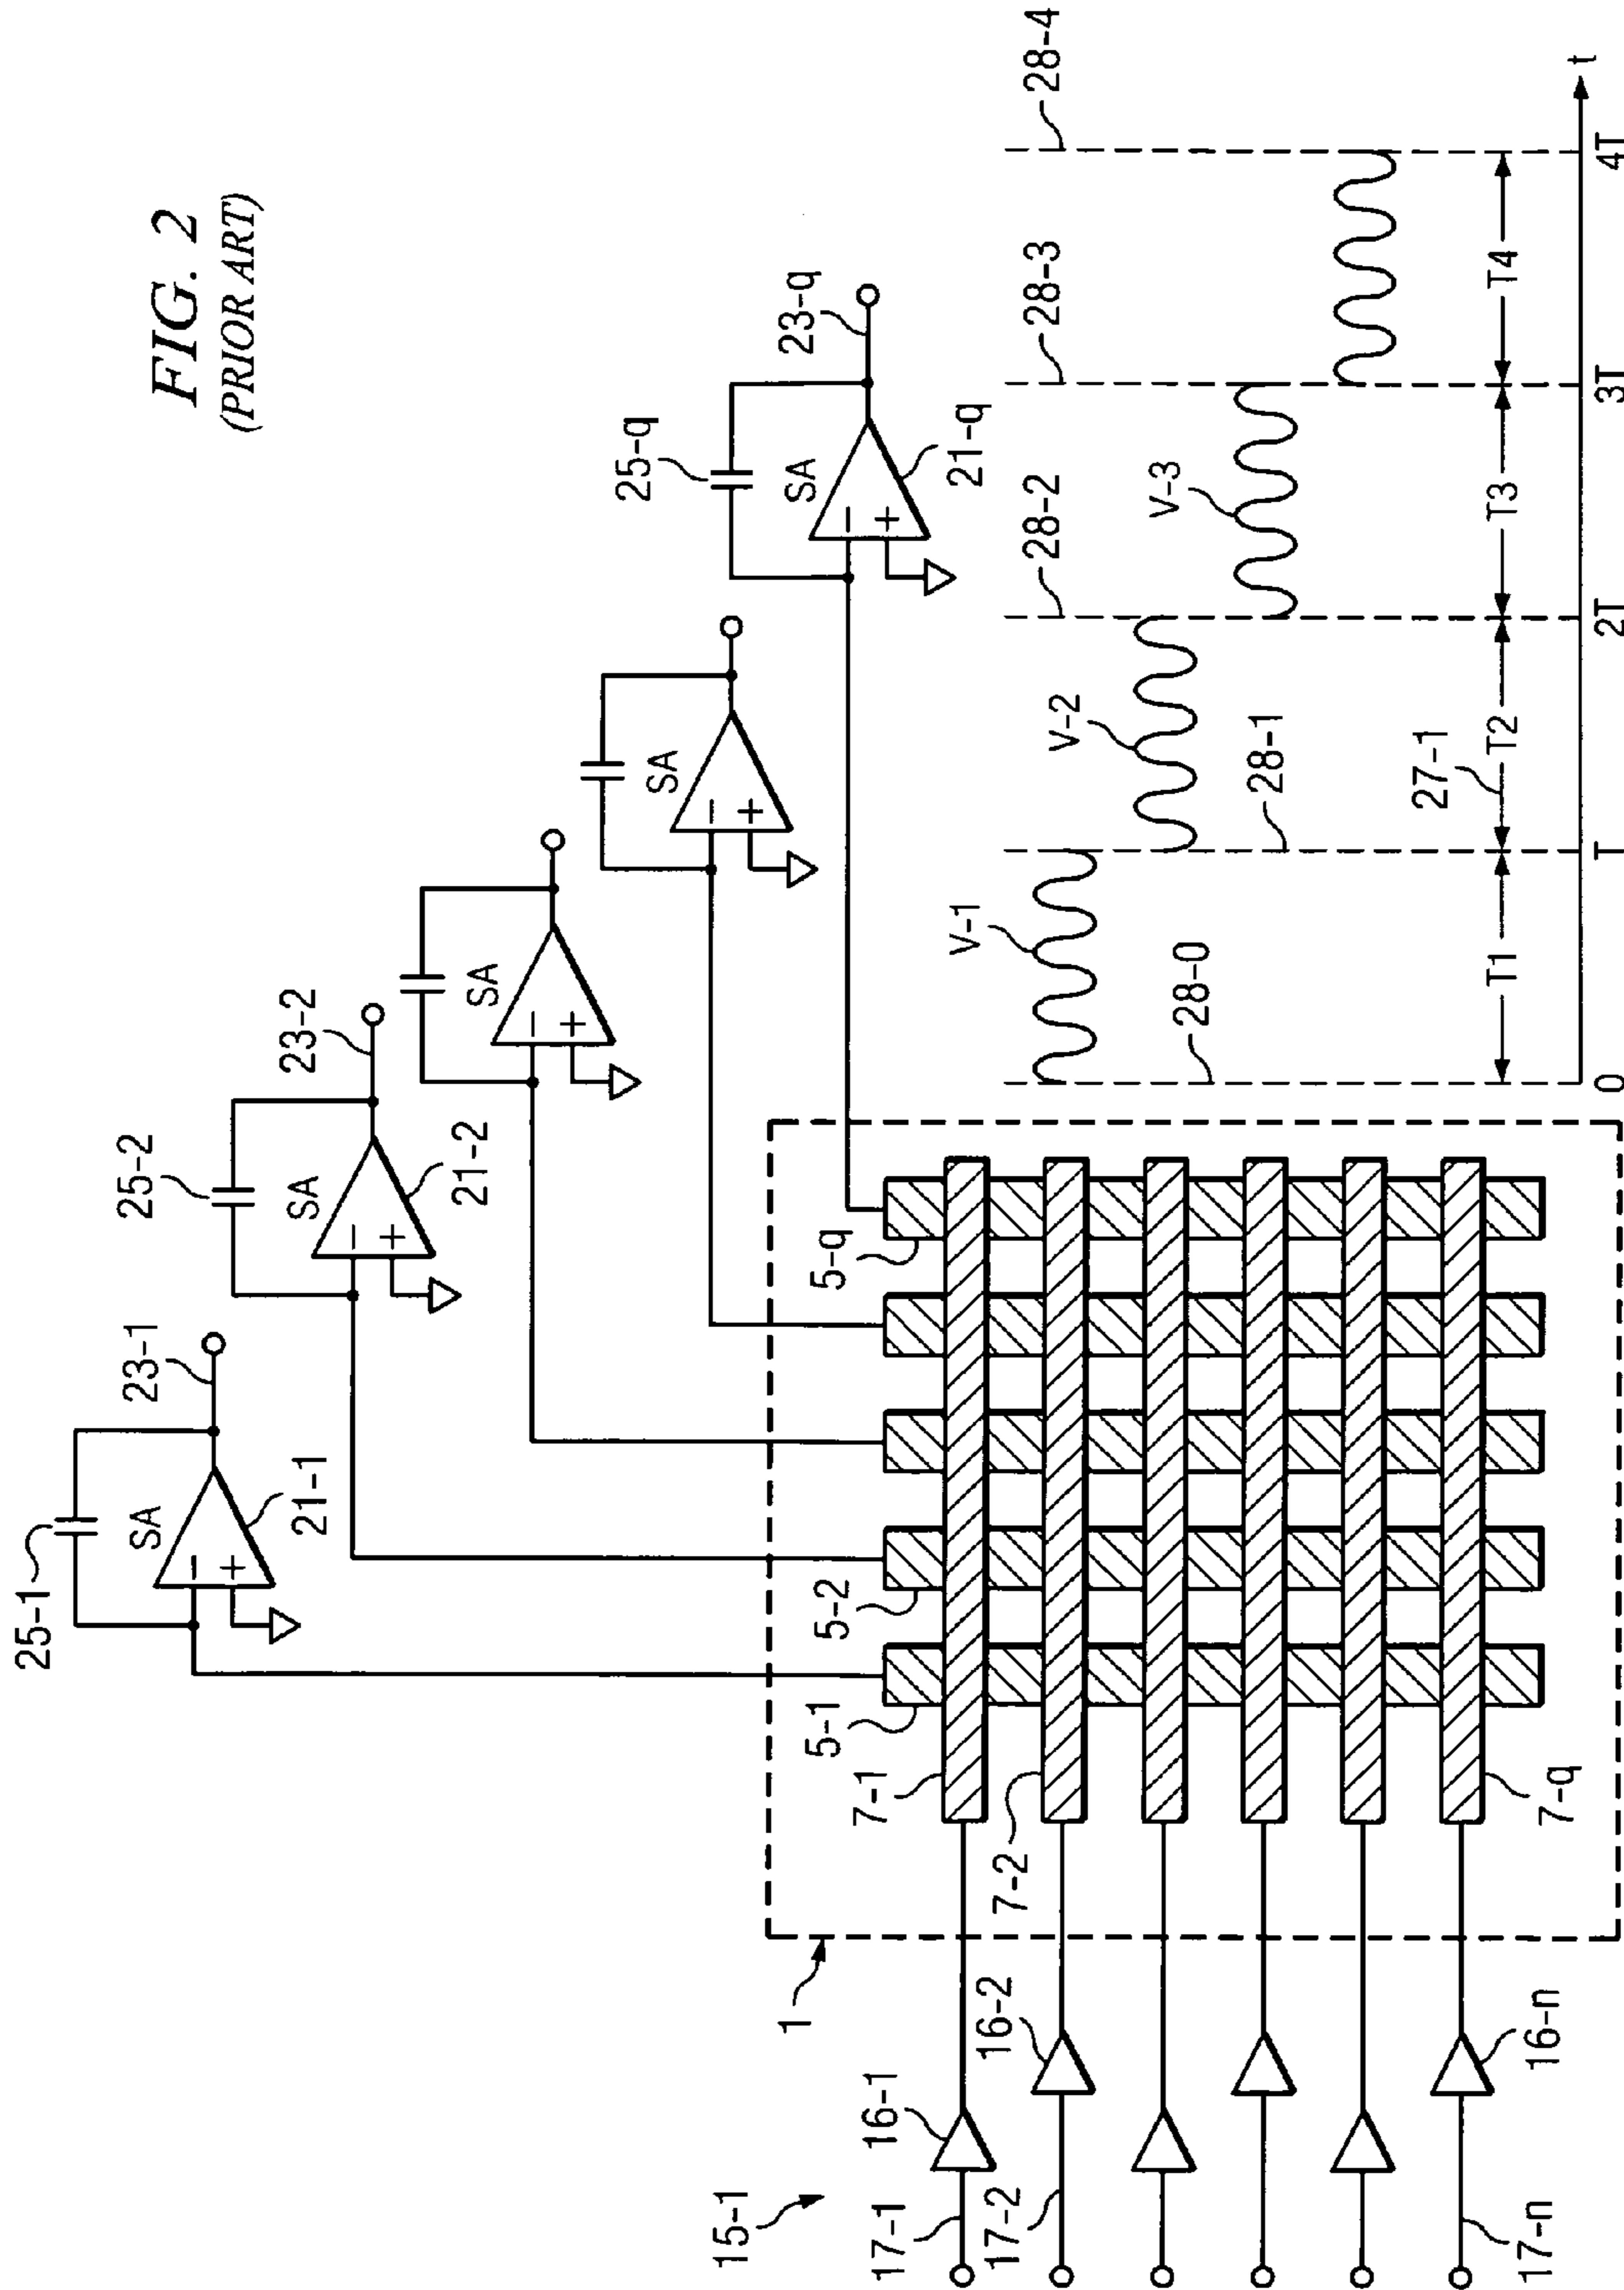 FIG. 2
(PRIOR ART)
25-1
SA
21-1
23-1
25-2
SA
21-2
23-2
SA
SA
25-q
SA
21-q
23-q
15-1
1
17-1
16-1
17-2
16-2
17-n
16-n
7-1
7-2
7-q
5-1
5-2
5-q
V-1
V-2
V-3
28-0
28-1
28-2
28-3
28-4
27-1
T1
T2
T3
T4
0
T
2T
3T
4T
t
− +
− +
− +
− +
− +